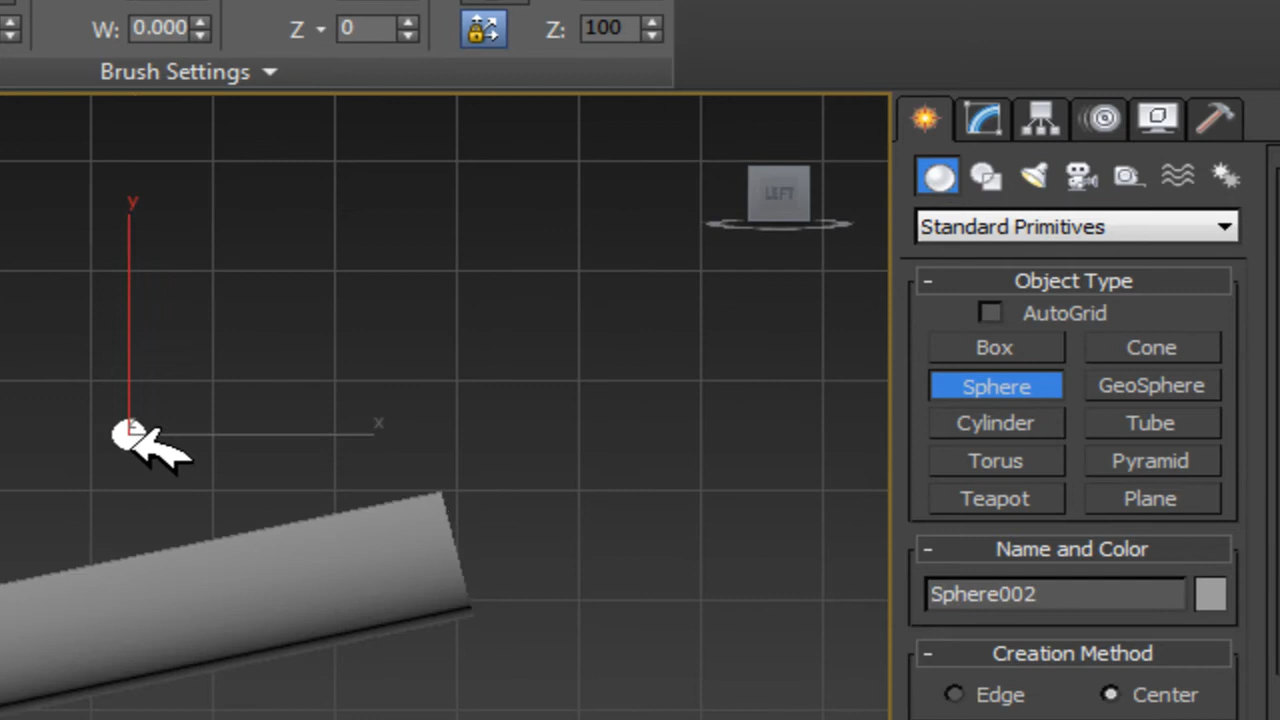 W: 0.000 Z 0 Z: 100
Brush Settings
LEFT
y
x
Standard Primitives
- Object Type
AutoGrid
Box Cone
Sphere GeoSphere
Cylinder Tube
Torus Pyramid
Teapot Plane
- Name and Color
Sphere002
- Creation Method
Edge Center